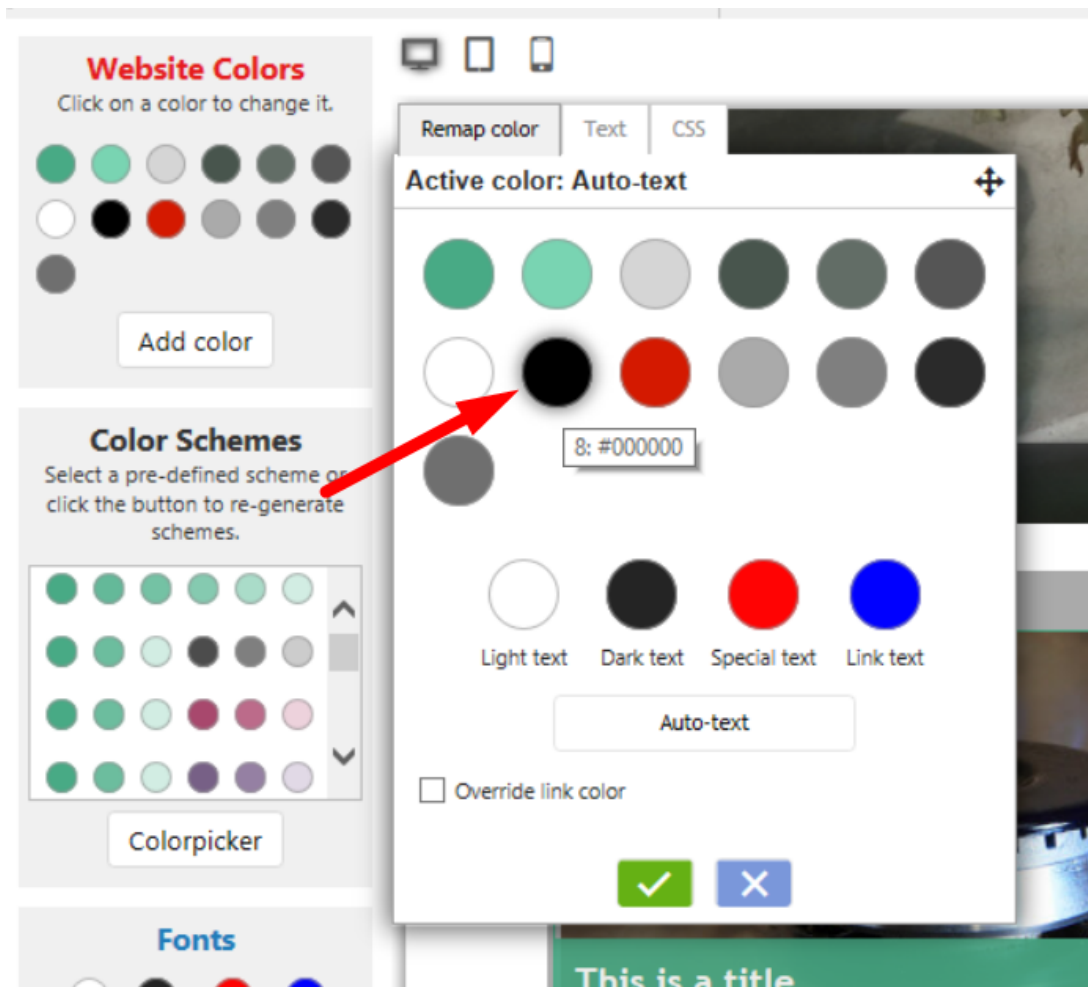 Website Colors
Click on a color to change it.
Add color
Color Schemes
Select a pre-defined scheme or
click the button to re-generate
schemes.
Colorpicker
Fonts
Remap color
Text
CSS
Active color: Auto-text
8: #000000
Light text
Dark text
Special text
Link text
Auto-text
Override link color
This is a title